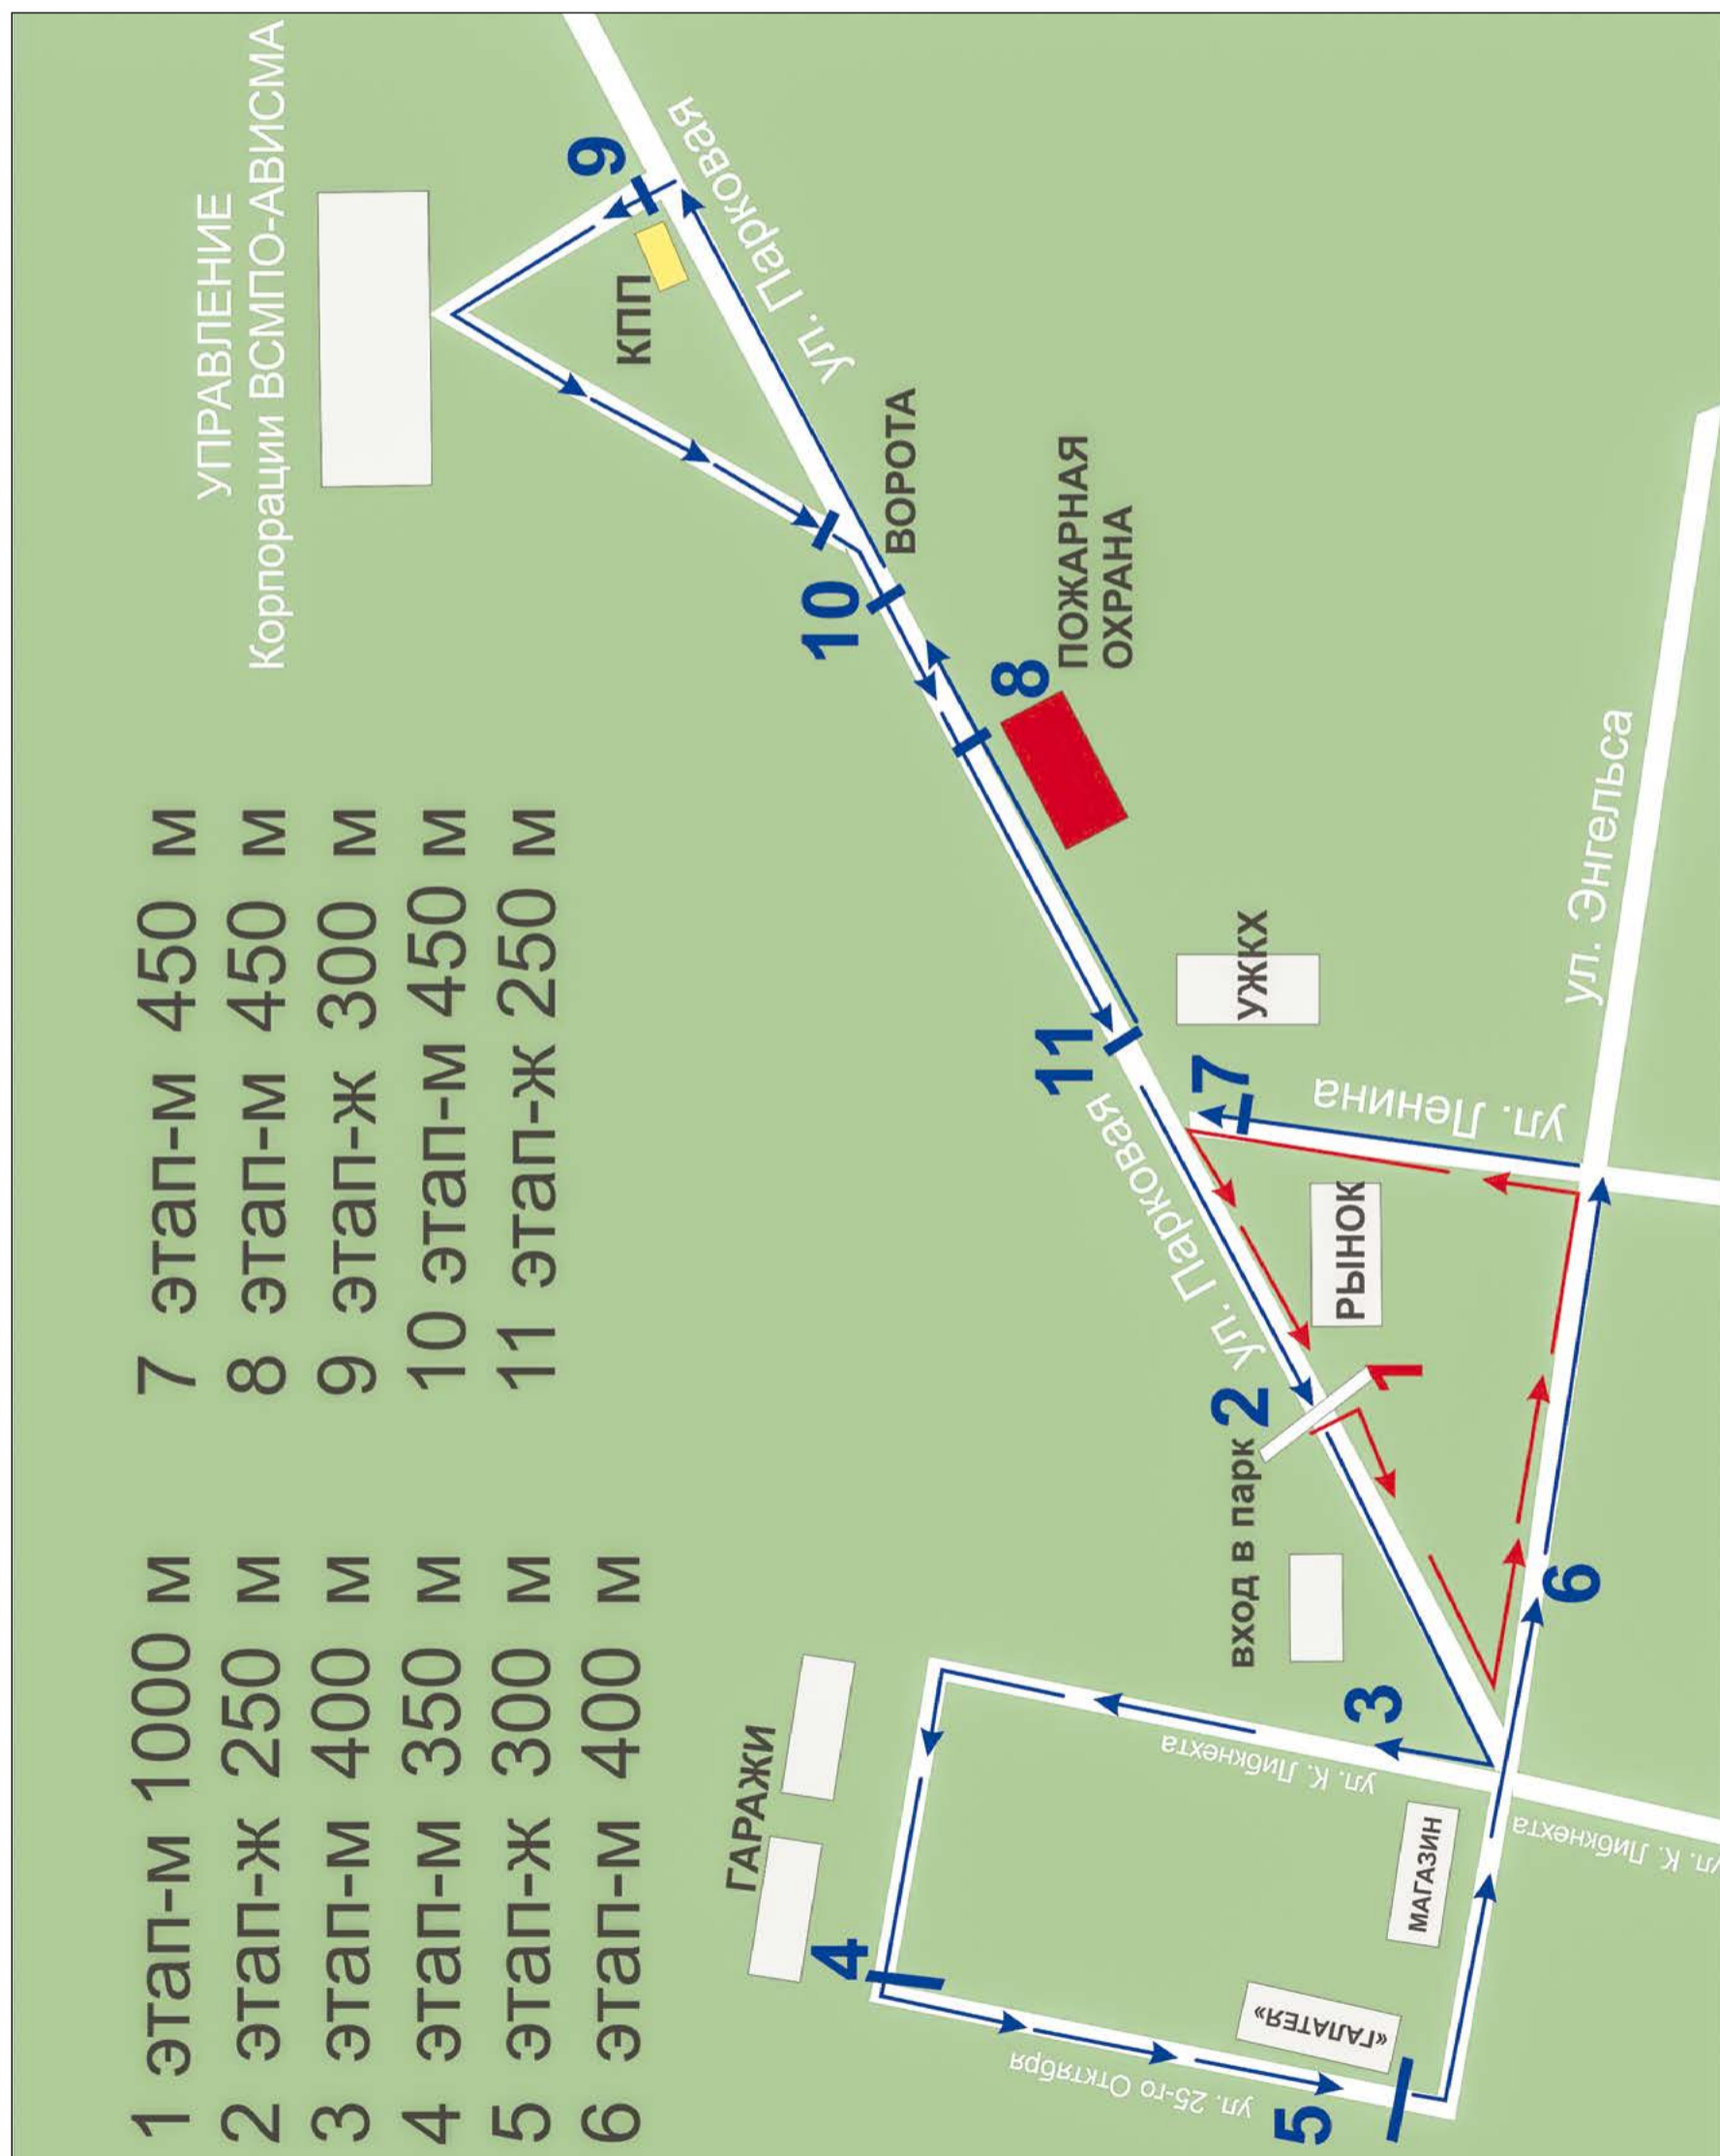 1 этап-м 1000 м
2 этап-ж 250 м
3 этап-м 400 м
4 этап-м 350 м
5 этап-ж 300 м
6 этап-м 400 м
7 этап-м 450 м
8 этап-м 450 м
9 этап-ж 300 м
10 этап-м 450 м
11 этап-ж 250 м
УПРАВЛЕНИЕ
Корпорации ВСМПО-АВИСМА
9
КПП
ул. Парковая
10
ВОРОТА
8
ПОЖАРНАЯ
ОХРАНА
11
УЖКХ
7
ул. Парковая
ул. Ленина
ул. Энгельса
РЫНОК
2
1
вход в парк
ГАРАЖИ
3
ул. К. Либкнехта
6
4
МАГАЗИН
ул. К. Либкнехта
«ГАЛАТЕЯ»
ул. 25-го Отктября
5